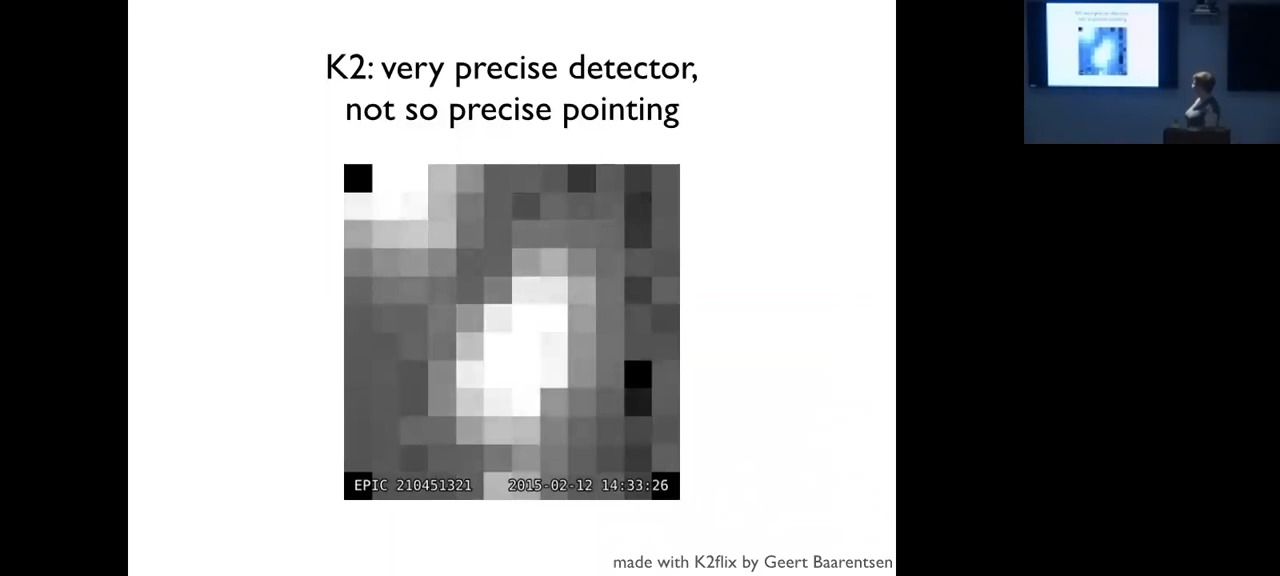 K2: very precise detector,
not so precise pointing
EPIC 210451321 2015-02-12 14:33:26
made with K2flix by Geert Baarentsen